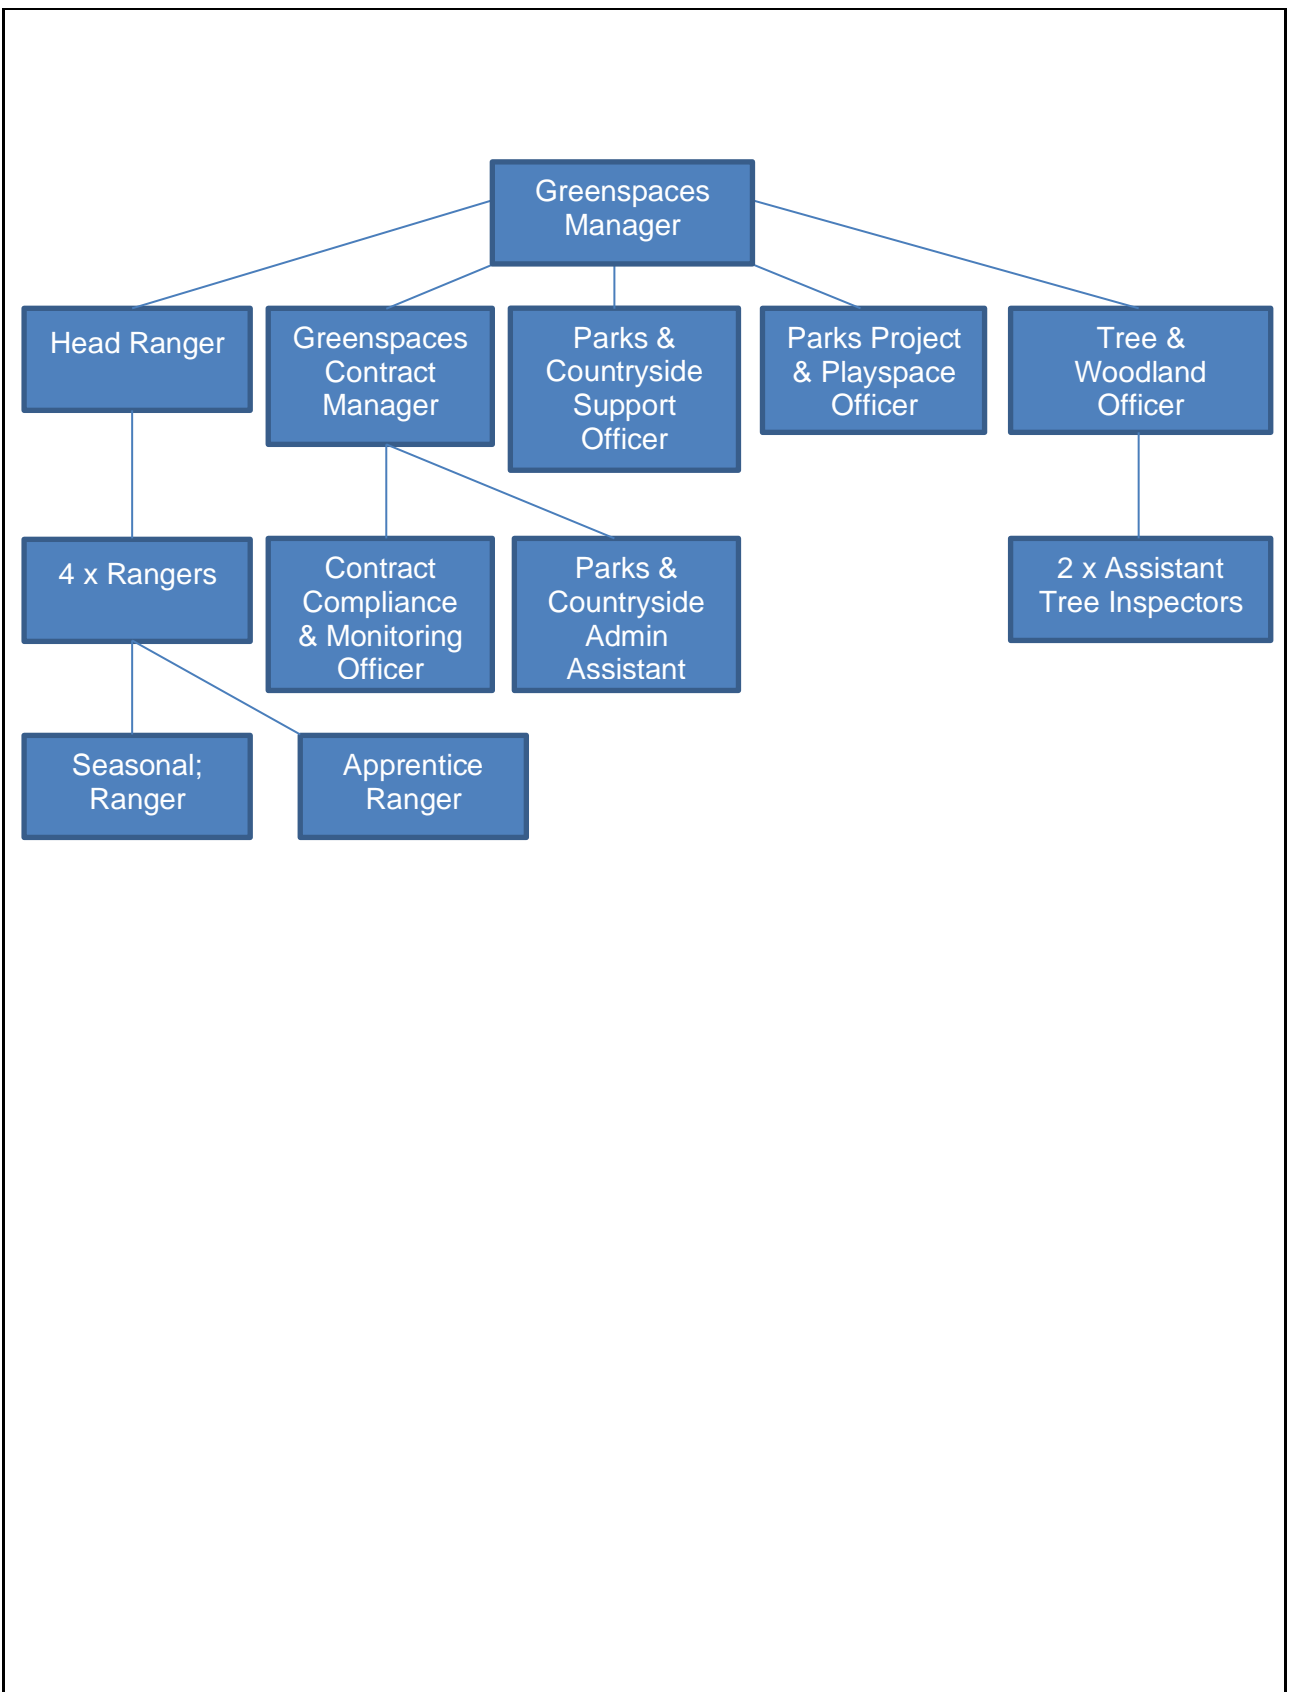 Greenspaces
Manager
Head Ranger
Greenspaces
Contract
Manager
Parks &
Countryside
Support
Officer
Parks Project
& Playspace
Officer
Tree &
Woodland
Officer
4 x Rangers
Contract
Compliance
& Monitoring
Officer
Parks &
Countryside
Admin
Assistant
2 x Assistant
Tree Inspectors
Seasonal;
Ranger
Apprentice
Ranger